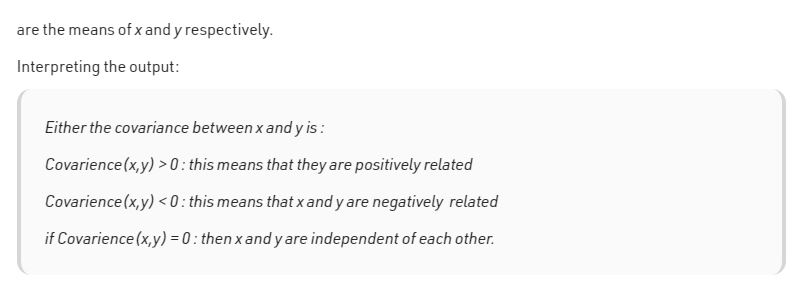 are the means of x and y respectively.
Interpreting the output:
Either the covariance between x and y is :
Covarience(x,y) > 0 : this means that they are positively related
Covarience(x,y) < 0 : this means that x and y are negatively  related
if Covarience(x,y) = 0 : then x and y are independent of each other.